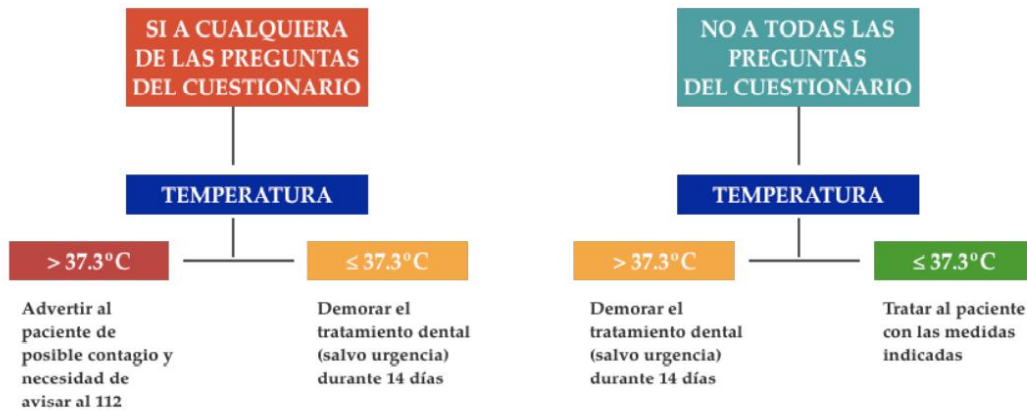 SI A CUALQUIERA
DE LAS PREGUNTAS
DEL CUESTIONARIO
TEMPERATURA
> 37.3ºC
Advertir al
paciente de
posible contagio y
necesidad de
avisar al 112
≤ 37.3ºC
Demorar el
tratamiento dental
(salvo urgencia)
durante 14 días
NO A TODAS LAS
PREGUNTAS
DEL CUESTIONARIO
TEMPERATURA
> 37.3ºC
Demorar el
tratamiento dental
(salvo urgencia)
durante 14 días
≤ 37.3ºC
Tratar al paciente
con las medidas
indicadas